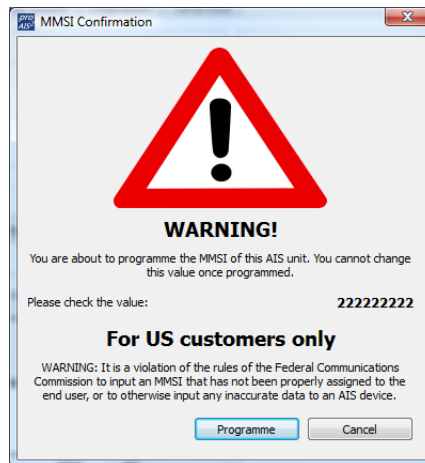 pro AIS2 MMSI Confirmation
WARNING!
You are about to programme the MMSI of this AIS unit. You cannot change
this value once programmed.
Please check the value: 222222222
For US customers only
WARNING: It is a violation of the rules of the Federal Communications
Commission to input an MMSI that has not been properly assigned to the
end user, or to otherwise input any inaccurate data to an AIS device.
Programme Cancel